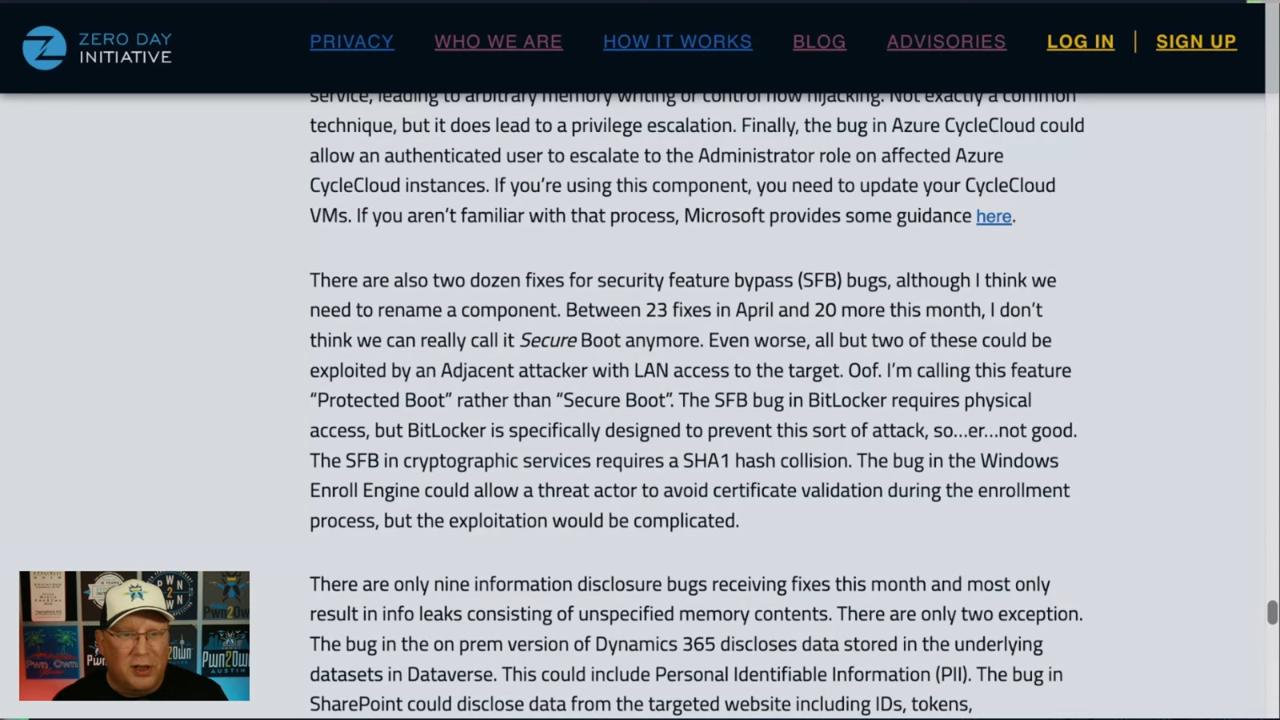 ZERO DAY
INITIATIVE
PRIVACY
WHO WE ARE
HOW IT WORKS
BLOG
ADVISORIES
LOG IN
SIGN UP
service, leading to arbitrary memory writing or control flow hijacking. Not exactly a common
technique, but it does lead to a privilege escalation. Finally, the bug in Azure CycleCloud could
allow an authenticated user to escalate to the Administrator role on affected Azure
CycleCloud instances. If you’re using this component, you need to update your CycleCloud
VMs. If you aren’t familiar with that process, Microsoft provides some guidance here.
There are also two dozen fixes for security feature bypass (SFB) bugs, although I think we
need to rename a component. Between 23 fixes in April and 20 more this month, I don’t
think we can really call it Secure Boot anymore. Even worse, all but two of these could be
exploited by an Adjacent attacker with LAN access to the target. Oof. I’m calling this feature
“Protected Boot” rather than “Secure Boot”. The SFB bug in BitLocker requires physical
access, but BitLocker is specifically designed to prevent this sort of attack, so…er…not good.
The SFB in cryptographic services requires a SHA1 hash collision. The bug in the Windows
Enroll Engine could allow a threat actor to avoid certificate validation during the enrollment
process, but the exploitation would be complicated.
There are only nine information disclosure bugs receiving fixes this month and most only
result in info leaks consisting of unspecified memory contents. There are only two exception.
The bug in the on prem version of Dynamics 365 discloses data stored in the underlying
datasets in Dataverse. This could include Personal Identifiable Information (PII). The bug in
SharePoint could disclose data from the targeted website including IDs, tokens,
PWN
2OWN
Pwn2Own
Pwn Own
Pwn
2Own
Pwn2Own
AUSTIN